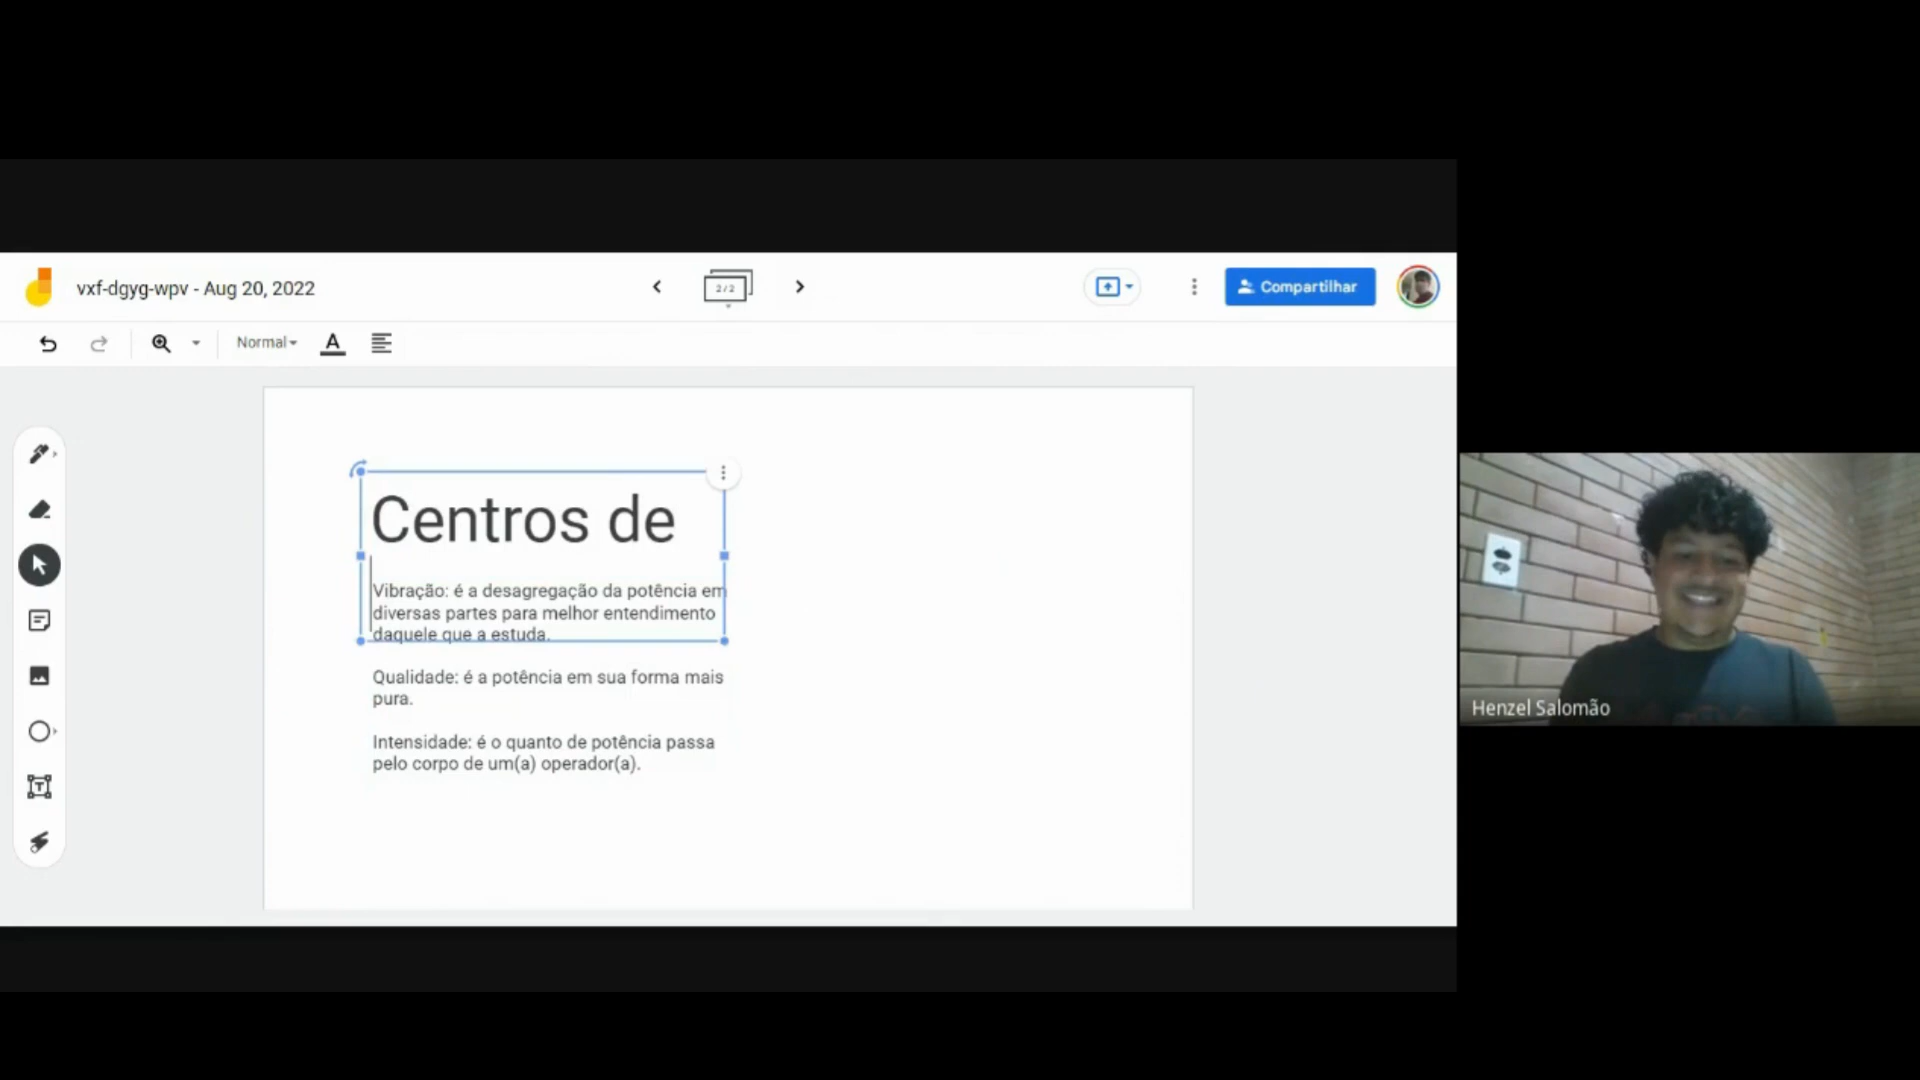 vxf-dgyg-wpv - Aug 20, 2022
2/2
Compartilhar
Normal
A
Centros de
Vibração: é a desagregação da potência em
diversas partes para melhor entendimento
daquele que a estuda.
Qualidade: é a potência em sua forma mais
pura.
Intensidade: é o quanto de potência passa
pelo corpo de um(a) operador(a).
Henzel Salomão